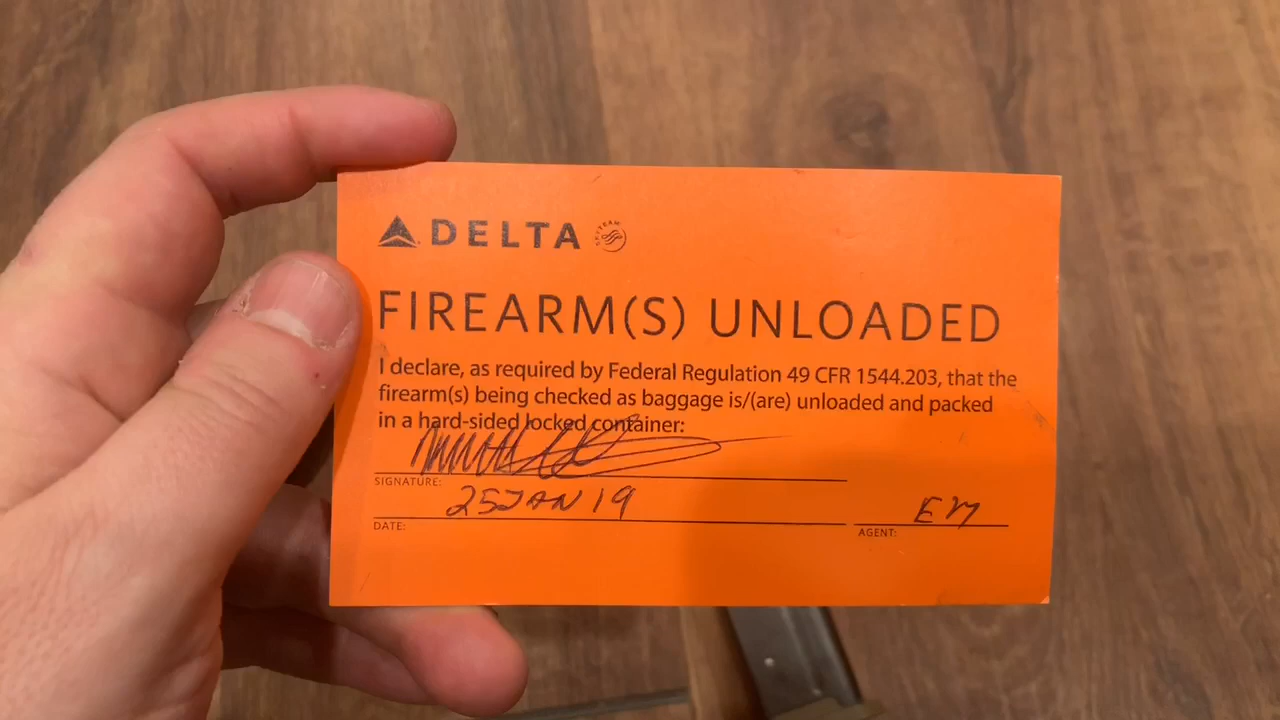 DELTA
FIREARM(S) UNLOADED
I declare, as required by Federal Regulation 49 CFR 1544.203, that the
firearm(s) being checked as baggage is/(are) unloaded and packed
in a hard-sided locked container:
SIGNATURE:
25JAN19
DATE:
EM
AGENT: